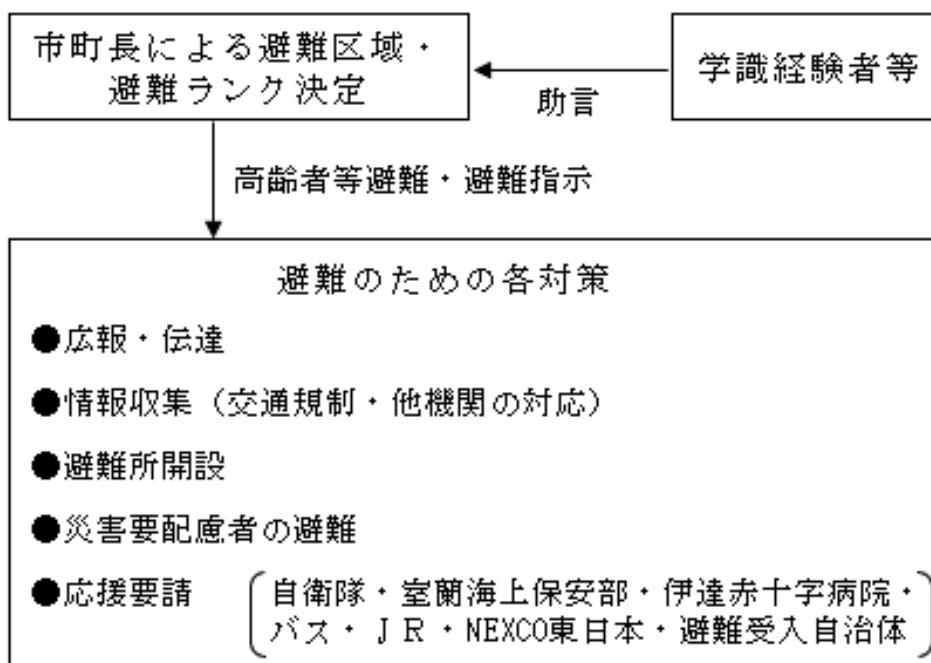 市町長による避難区域・
避難ランク決定
学識経験者等
助言
高齢者等避難・避難指示
避難のための各対策
●広報・伝達
●情報収集（交通規制・他機関の対応）
●避難所開設
●災害要配慮者の避難
●応援要請
自衛隊・室蘭海上保安部・伊達赤十字病院・
バス・ＪＲ・NEXCO東日本・避難受入自治体